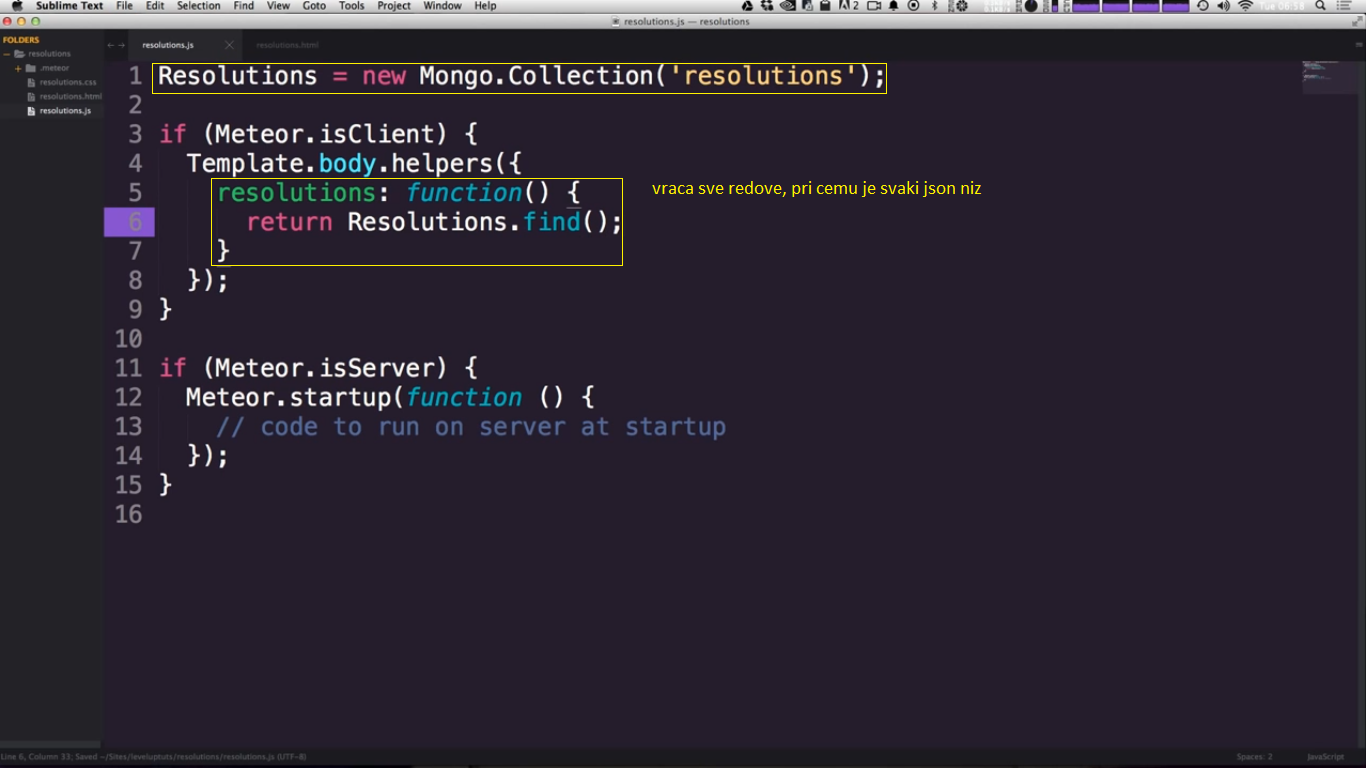 Sublime Text File Edit Selection Find View Goto Tools Project Window Help
Tue 06:58
resolutions.js — resolutions
FOLDERS
resolutions
.meteor
resolutions.css
resolutions.html
resolutions.js
resolutions.js resolutions.html
1 Resolutions = new Mongo.Collection('resolutions');
2
3 if (Meteor.isClient) {
4 Template.body.helpers({
5 resolutions: function() {
vraca sve redove, pri cemu je svaki json niz
6 return Resolutions.find();
7 }
8 });
9 }
10
11 if (Meteor.isServer) {
12 Meteor.startup(function () {
13 // code to run on server at startup
14 });
15 }
16
Line 6, Column 33; Saved ~/Sites/leveluptuts/resolutions/resolutions.js (UTF-8)
Spaces: 2 JavaScript